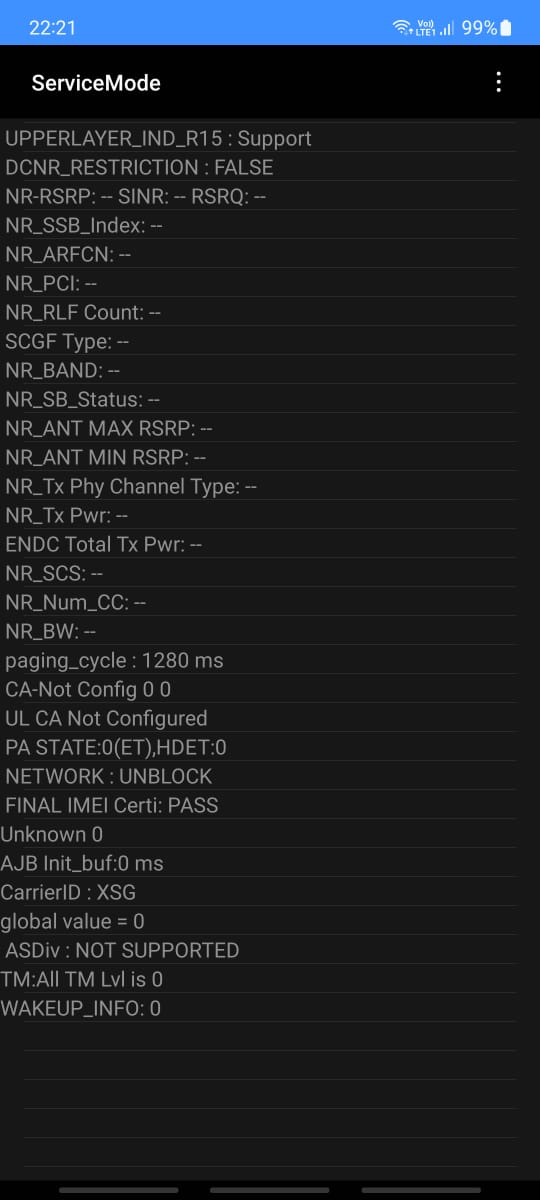 22:21
Vo)) LTE1 99%
ServiceMode
UPPERLAYER_IND_R15 : Support
DCNR_RESTRICTION : FALSE
NR-RSRP: -- SINR: -- RSRQ: --
NR_SSB_Index: --
NR_ARFCN: --
NR_PCI: --
NR_RLF Count: --
SCGF Type: --
NR_BAND: --
NR_SB_Status: --
NR_ANT MAX RSRP: --
NR_ANT MIN RSRP: --
NR_Tx Phy Channel Type: --
NR_Tx Pwr: --
ENDC Total Tx Pwr: --
NR_SCS: --
NR_Num_CC: --
NR_BW: --
paging_cycle : 1280 ms
CA-Not Config 0 0
UL CA Not Configured
PA STATE:0(ET),HDET:0
NETWORK : UNBLOCK
FINAL IMEI Certi: PASS
Unknown 0
AJB Init_buf:0 ms
CarrierID : XSG
global value = 0
ASDiv : NOT SUPPORTED
TM:All TM Lvl is 0
WAKEUP_INFO: 0